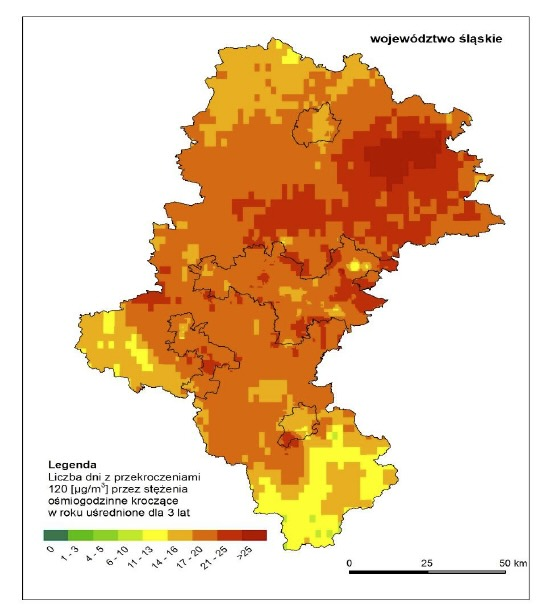 województwo śląskie
Legenda
Liczba dni z przekroczeniami
120 [µg/m³] przez stężenia
ośmiogodzinne kroczące
w roku uśrednione dla 3 lat
0
1 - 3
4 - 5
6 - 10
11 - 13
14 - 16
17 - 20
21 - 25
>25
0 25 50 km